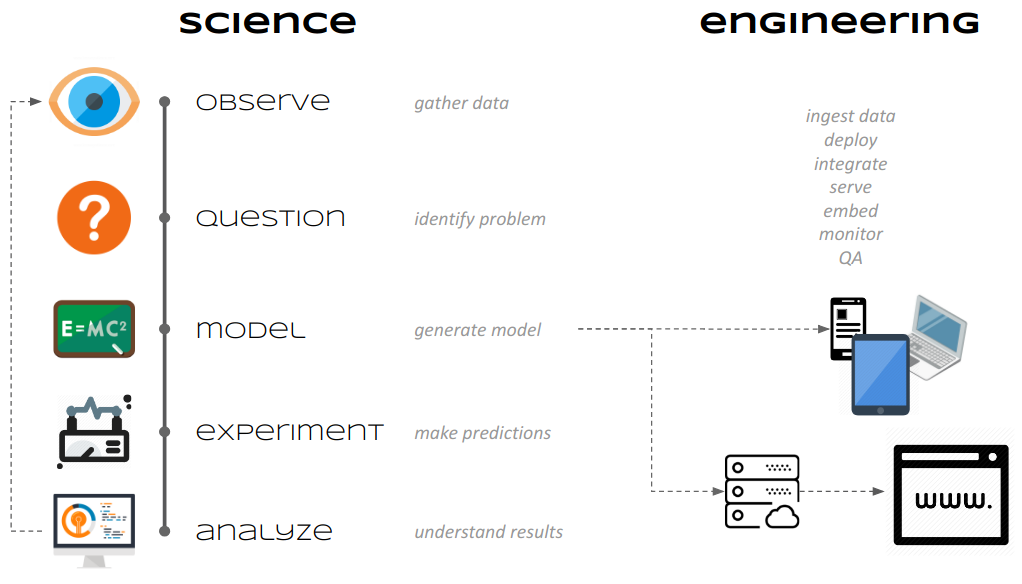 science
engineering
observe
gather data
question
identify problem
E=MC²
model
generate model
experiment
make predictions
analyze
understand results
ingest data
deploy
integrate
serve
embed
monitor
QA
www.